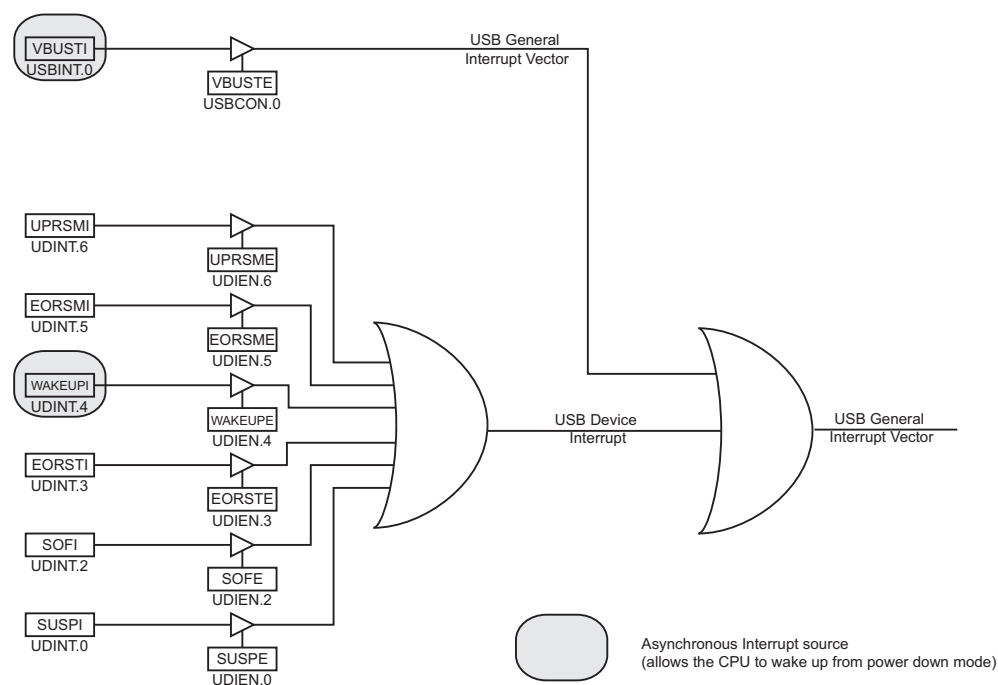 VBUSTI
USBINT.0
VBUSTE
USBCON.0
USB General
Interrupt Vector
UPRSMI
UDINT.6
UPRSME
UDIEN.6
EORSMI
UDINT.5
EORSME
UDIEN.5
WAKEUPI
UDINT.4
WAKEUPE
UDIEN.4
USB Device
Interrupt
USB General
Interrupt Vector
EORSTI
UDINT.3
EORSTE
UDIEN.3
SOFI
UDINT.2
SOFE
UDIEN.2
SUSPI
UDINT.0
SUSPE
UDIEN.0
Asynchronous Interrupt source
(allows the CPU to wake up from power down mode)